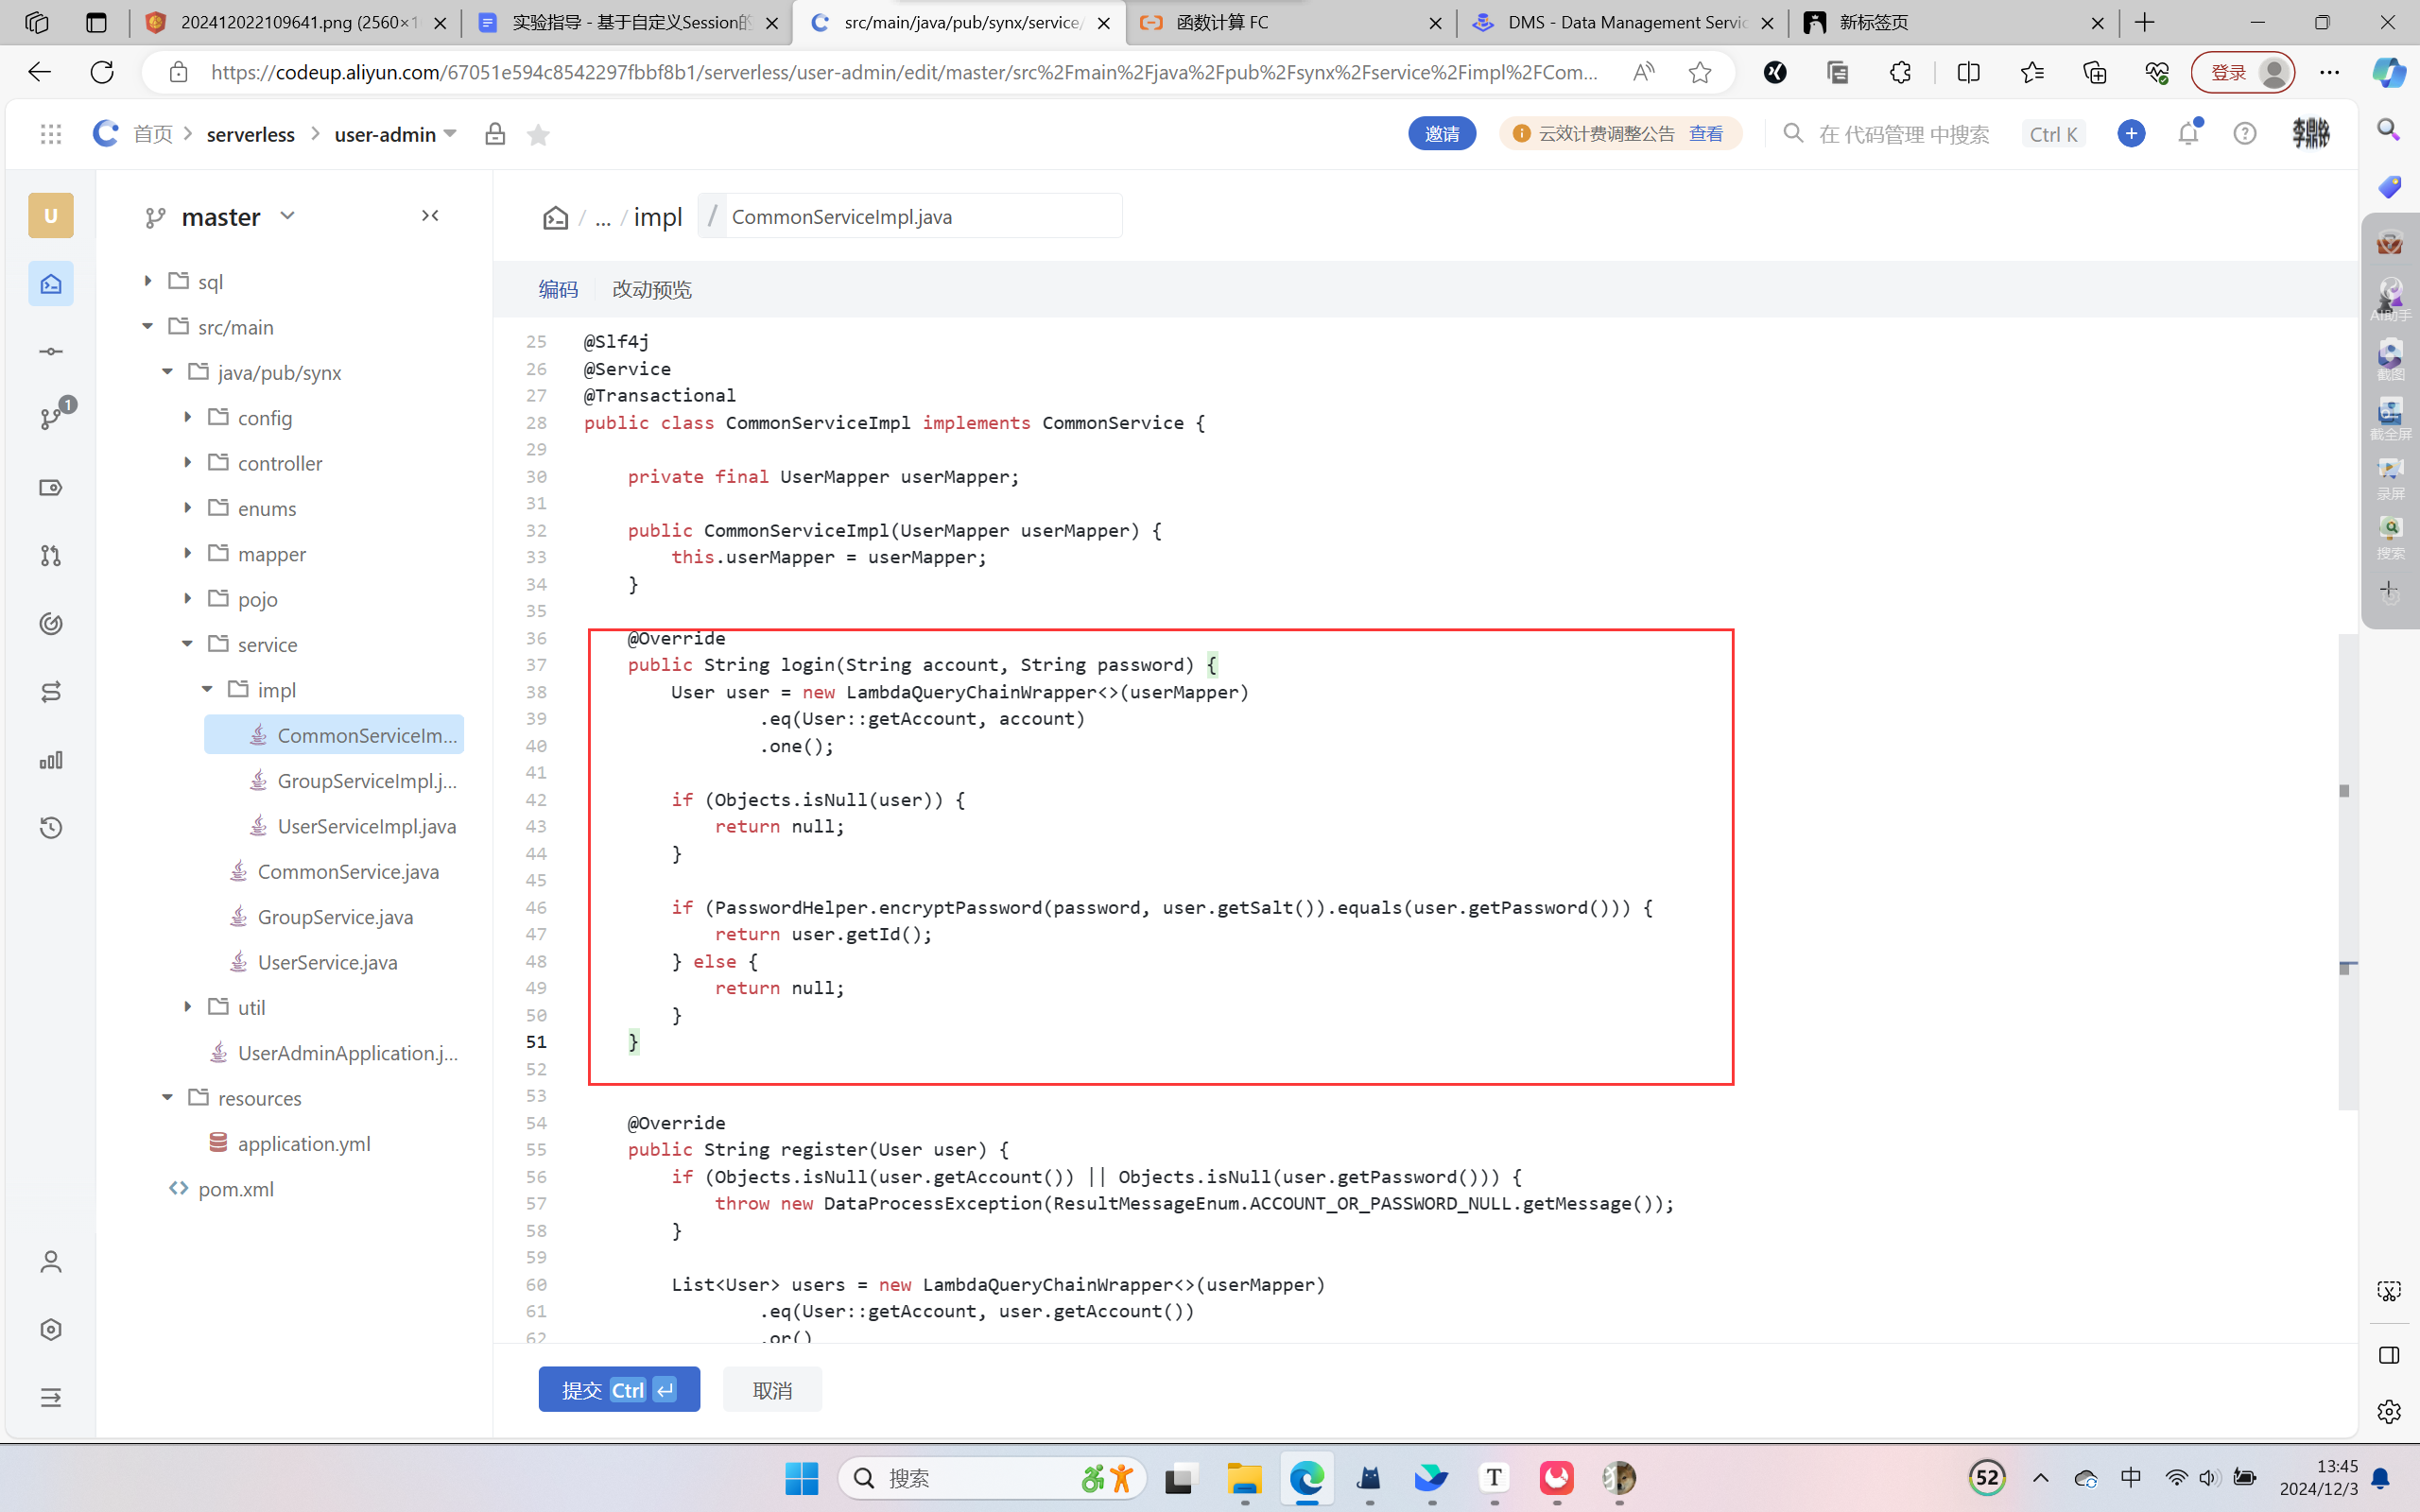 202412022109641.png (2560×1
实验指导 - 基于自定义Session的
src/main/java/pub/synx/service/
函数计算 FC
DMS - Data Management Servic
新标签页
https://codeup.aliyun.com/67051e594c8542297fbbf8b1/serverless/user-admin/edit/master/src%2Fmain%2Fjava%2Fpub%2Fsynx%2Fservice%2Fimpl%2FCom...
登录
首页 > serverless > user-admin
邀请
云效计费调整公告 查看
在 代码管理 中搜索
Ctrl K
李鼎铭
U
1
master
sql
src/main
java/pub/synx
config
controller
enums
mapper
pojo
service
impl
CommonServiceIm...
GroupServiceImpl.j...
UserServiceImpl.java
CommonService.java
GroupService.java
UserService.java
util
UserAdminApplication.j...
resources
application.yml
pom.xml
/ ... / impl / CommonServiceImpl.java
编码 改动预览
25 @Slf4j
26 @Service
27 @Transactional
28 public class CommonServiceImpl implements CommonService {
29
30 private final UserMapper userMapper;
31
32 public CommonServiceImpl(UserMapper userMapper) {
33 this.userMapper = userMapper;
34 }
35
36 @Override
37 public String login(String account, String password) {
38 User user = new LambdaQueryChainWrapper<>(userMapper)
39 .eq(User::getAccount, account)
40 .one();
41
42 if (Objects.isNull(user)) {
43 return null;
44 }
45
46 if (PasswordHelper.encryptPassword(password, user.getSalt()).equals(user.getPassword())) {
47 return user.getId();
48 } else {
49 return null;
50 }
51 }
52
53
54 @Override
55 public String register(User user) {
56 if (Objects.isNull(user.getAccount()) || Objects.isNull(user.getPassword())) {
57 throw new DataProcessException(ResultMessageEnum.ACCOUNT_OR_PASSWORD_NULL.getMessage());
58 }
59
60 List<User> users = new LambdaQueryChainWrapper<>(userMapper)
61 .eq(User::getAccount, user.getAccount())
62 .or()
提交 Ctrl ↵
取消
AI助手
截图
截全屏
录屏
搜索
搜索
T
52
中
13:45
2024/12/3